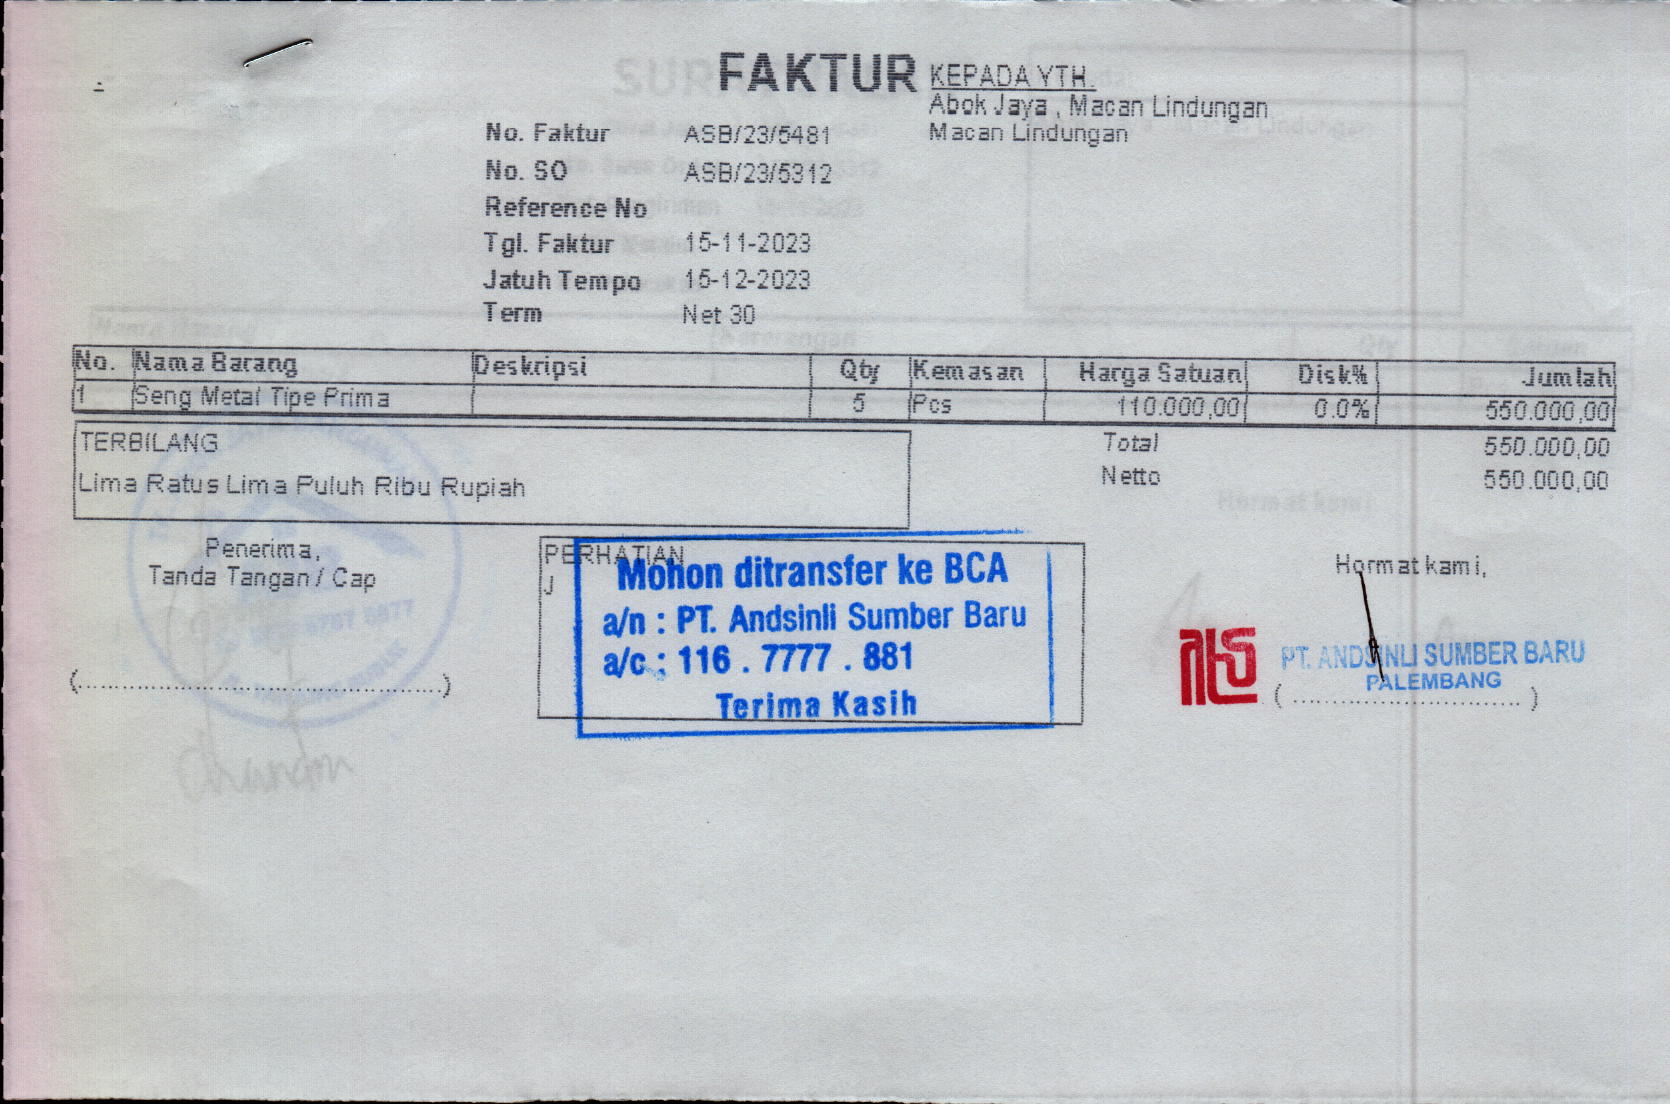 FAKTUR
KEPADA YTH.
Abok Jaya , Macan Lindungan
Macan Lindungan
No. Faktur ASB/23/5481
No. SO ASB/23/5312
Reference No
Tgl. Faktur 15-11-2023
Jatuh Tempo 15-12-2023
Term Net 30
No. Nama Barang Deskripsi Qty Kemasan Harga Satuan Disk% Jumlah
1 Seng Metal Tipe Prima 5 Pcs 110.000,00 0.0% 550.000,00
TERBILANG
Lima Ratus Lima Puluh Ribu Rupiah
Total 550.000,00
Netto 550.000,00
Penerima,
Tanda Tangan / Cap
(............................................................)
PERHATIAN
J
Mohon ditransfer ke BCA
a/n : PT. Andsinli Sumber Baru
a/c : 116 . 7777 . 881
Terima Kasih
Hormat kami,
PT. ANDSINLI SUMBER BARU
PALEMBANG
( ...................................... )